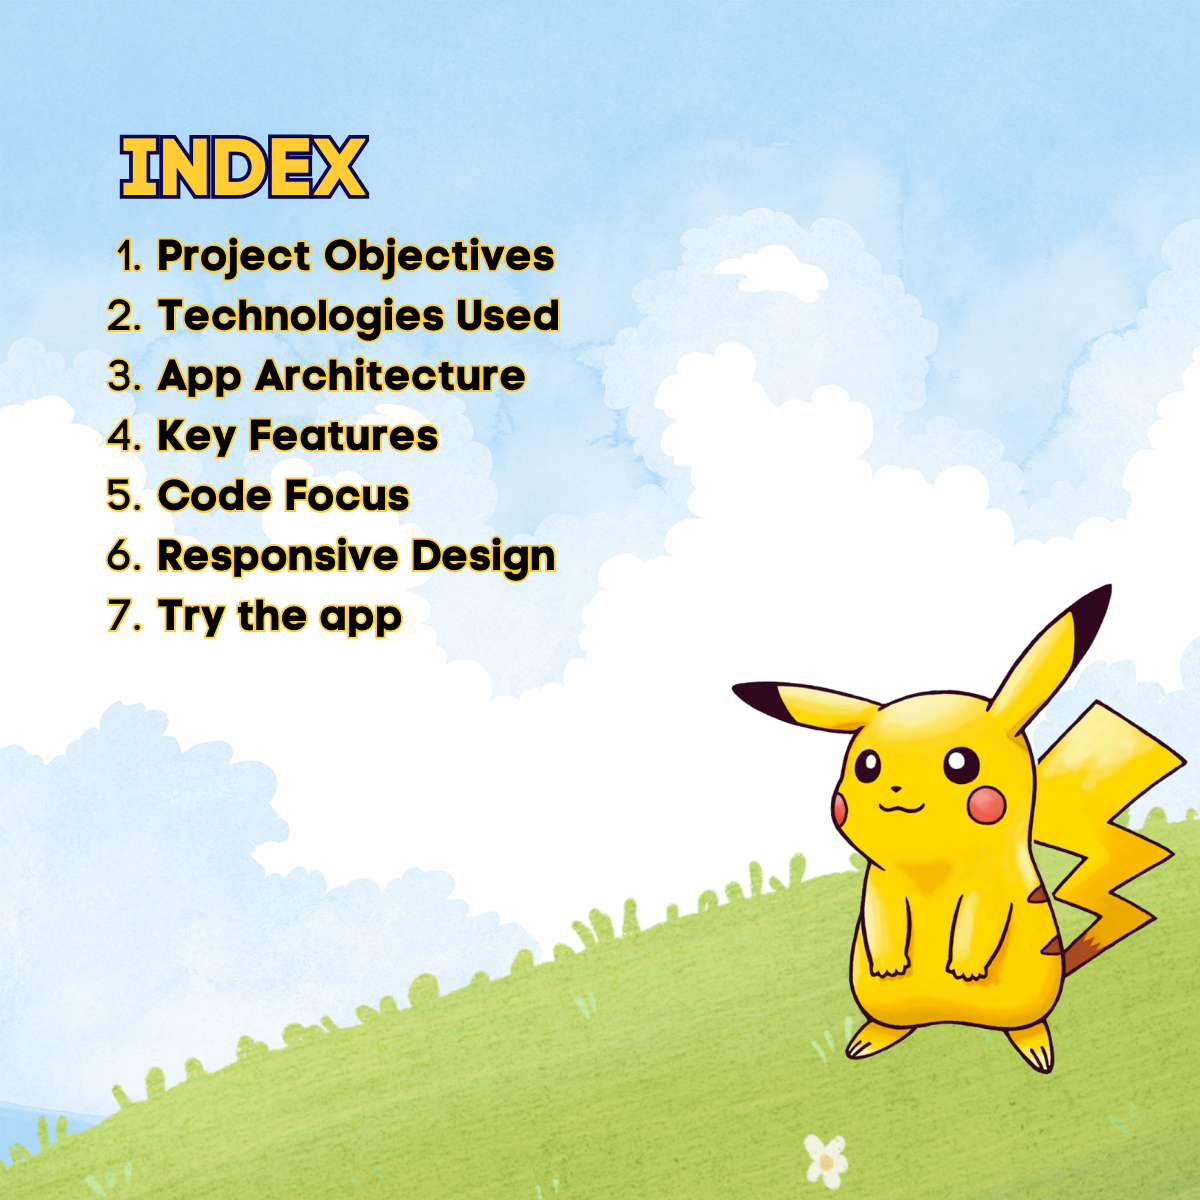 INDEX
1. Project Objectives
2. Technologies Used
3. App Architecture
4. Key Features
5. Code Focus
6. Responsive Design
7. Try the app